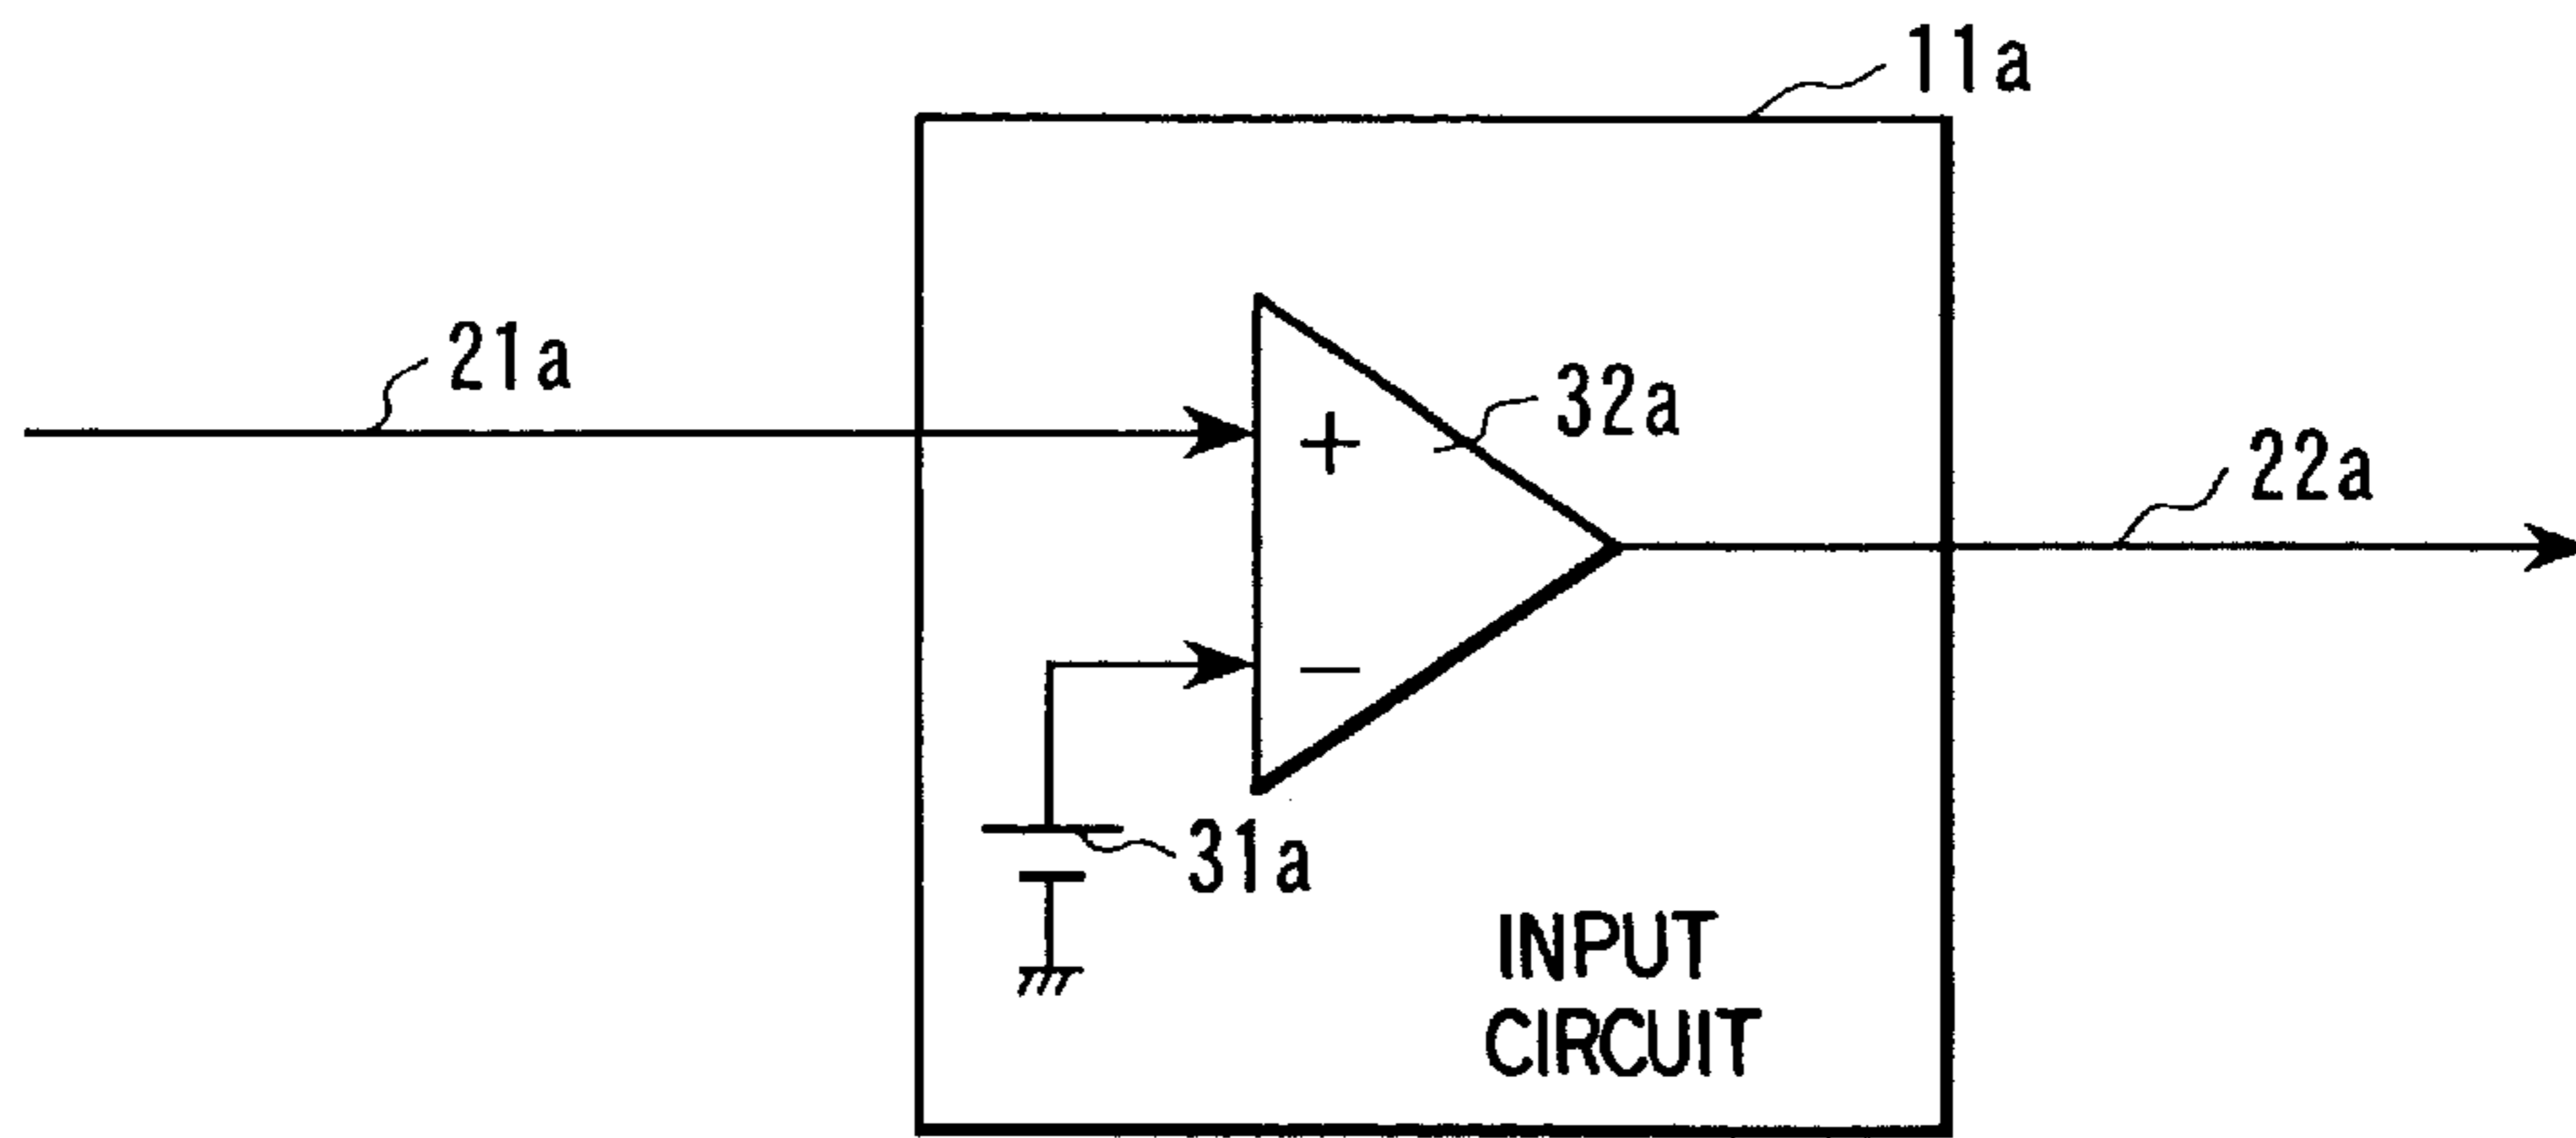 11a
21a
32a
22a
+
−
31a
INPUT
CIRCUIT